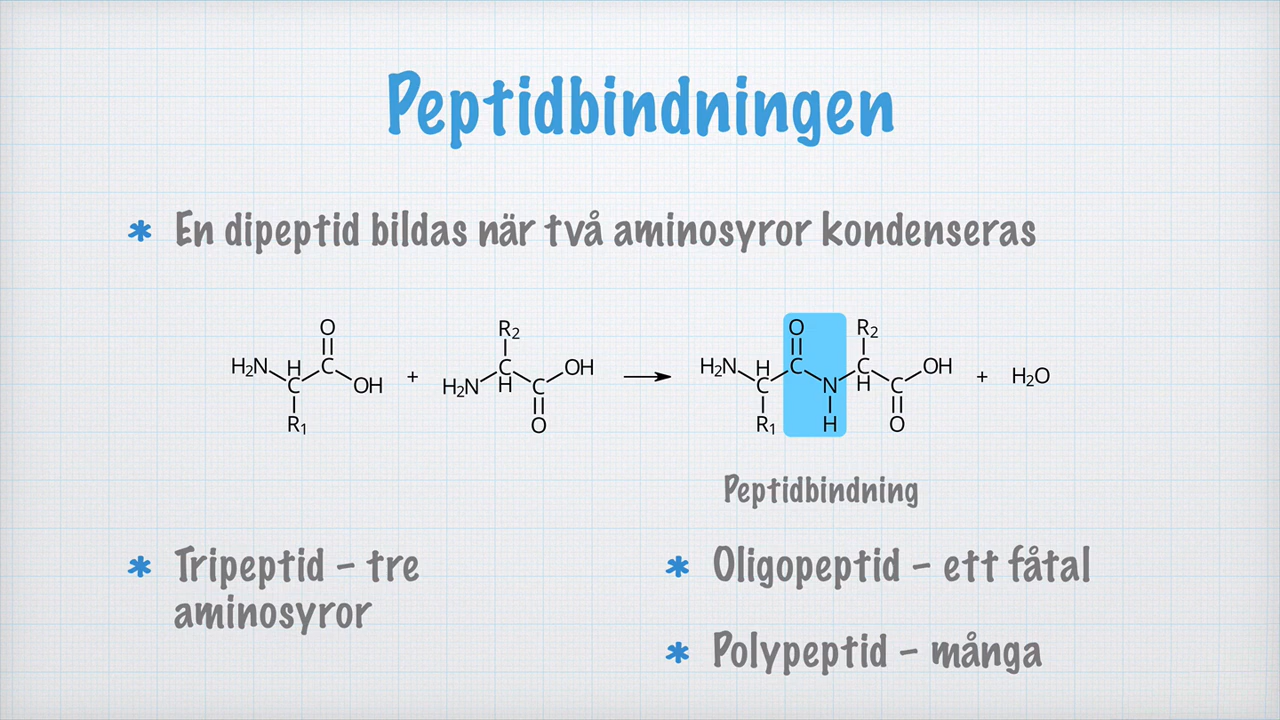 Peptidbindningen
* En dipeptid bildas när två aminosyror kondenseras
O R₂ O R₂
H₂N H C OH + H₂N C H C OH → H₂N H C N C H C OH + H₂O
C O C H O
R₁ R₁
Peptidbindning
* Tripeptid – tre
aminosyror
* Oligopeptid – ett fåtal
* Polypeptid – många